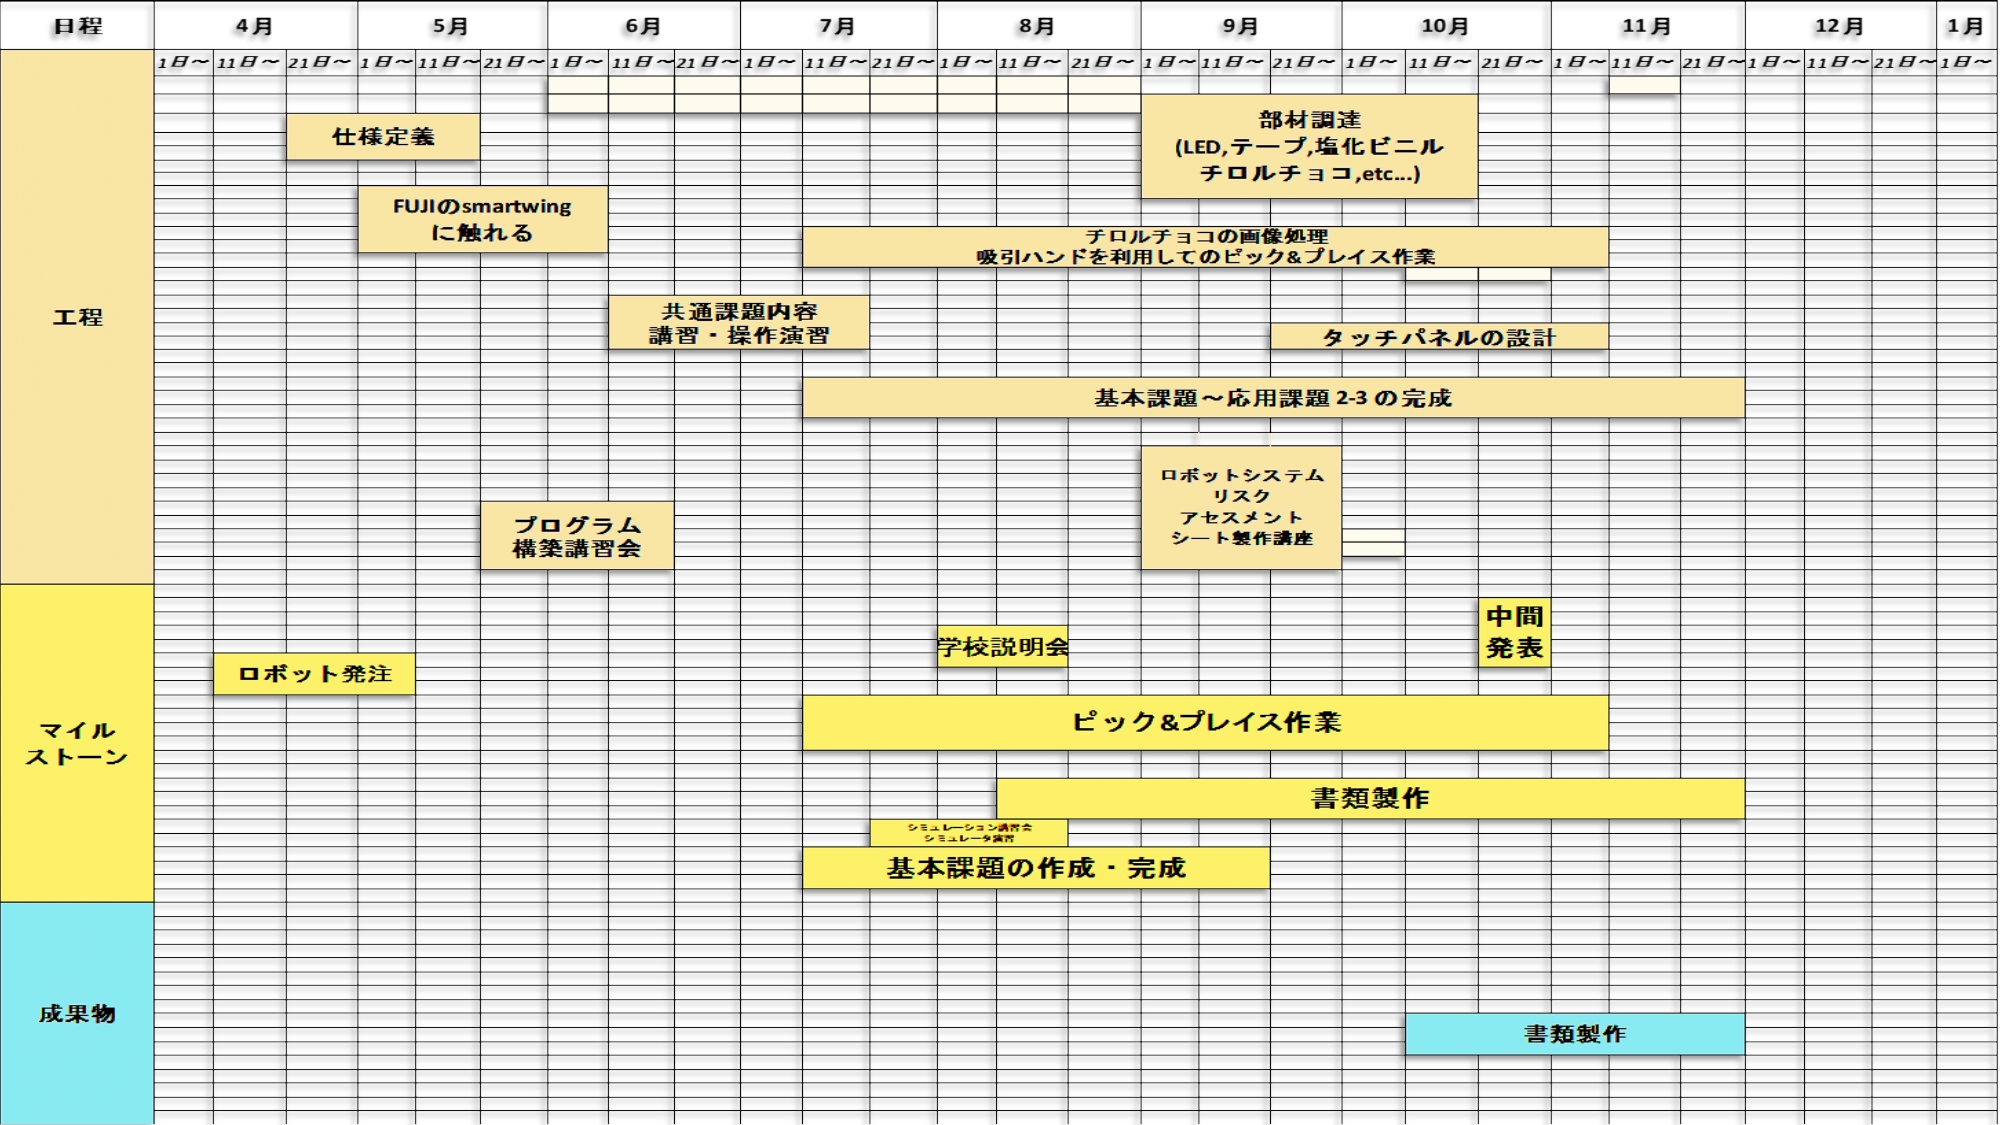 日程 4月 5月 6月 7月 8月 9月 10月 11月 12月 1月
1日～ 11日～ 21日～ 1日～ 11日～ 21日～ 1日～ 11日～ 21日～ 1日～ 11日～ 21日～ 1日～ 11日～ 21日～ 1日～ 11日～ 21日～ 1日～ 11日～ 21日～ 1日～ 11日～ 21日～ 1日～ 11日～ 21日～ 1日～
工程
仕様定義
部材調達
(LED,テープ,塩化ビニル
チロルチョコ,etc...)
FUJIのsmartwing
に触れる
チロルチョコの画像処理
吸引ハンドを利用してのピック&プレイス作業
共通課題内容
講習・操作演習
タッチパネルの設計
基本課題～応用課題2-3の完成
ロボットシステム
リスク
アセスメント
シート製作講座
プログラム
構築講習会
マイル
ストーン
中間
発表
学校説明会
ロボット発注
ピック&プレイス作業
書類製作
シミュレーション講習会
シミュレータ演習
基本課題の作成・完成
成果物
書類製作